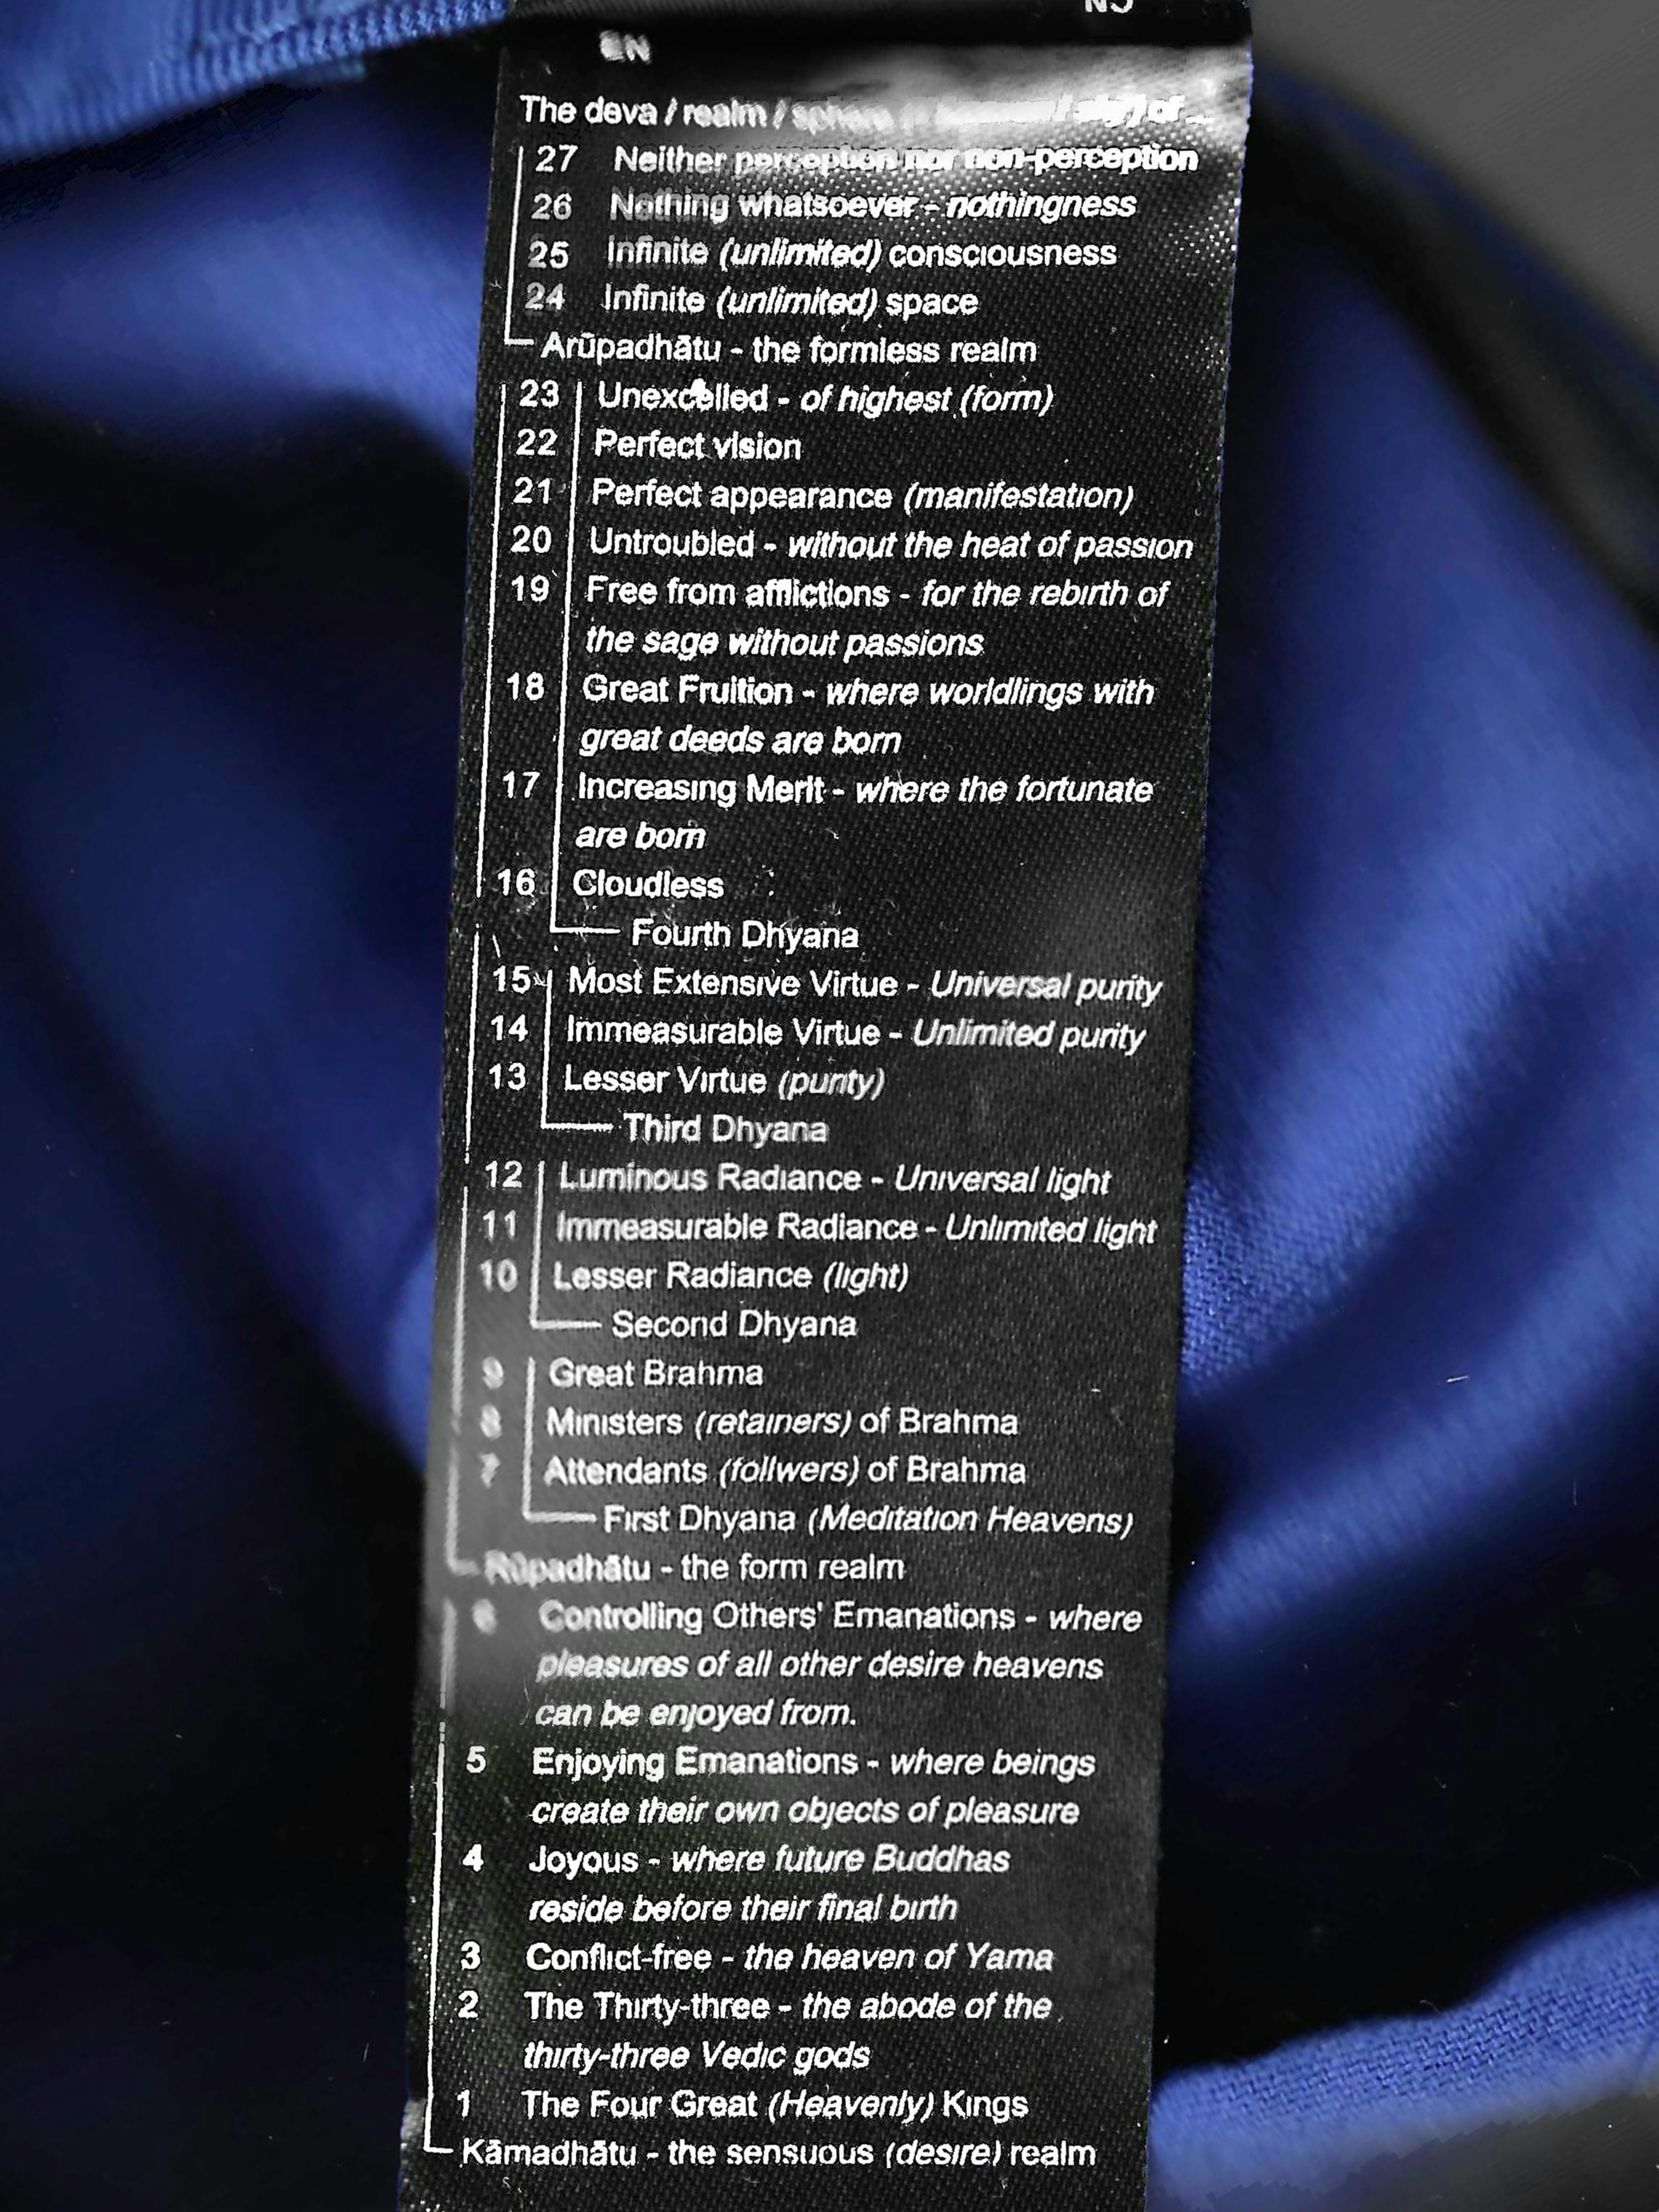 EN
The deva / realm / sphere of ...
27 Neither perception nor non-perception
26 Nothing whatsoever - nothingness
25 Infinite (unlimited) consciousness
24 Infinite (unlimited) space
Arūpadhātu - the formless realm
23 Unexcelled - of highest (form)
22 Perfect vision
21 Perfect appearance (manifestation)
20 Untroubled - without the heat of passion
19 Free from afflictions - for the rebirth of
the sage without passions
18 Great Fruition - where worldlings with
great deeds are born
17 Increasing Merit - where the fortunate
are born
16 Cloudless
Fourth Dhyana
15 Most Extensive Virtue - Universal purity
14 Immeasurable Virtue - Unlimited purity
13 Lesser Virtue (purity)
Third Dhyana
12 Luminous Radiance - Universal light
11 Immeasurable Radiance - Unlimited light
10 Lesser Radiance (light)
Second Dhyana
9 Great Brahma
8 Ministers (retainers) of Brahma
7 Attendants (follwers) of Brahma
First Dhyana (Meditation Heavens)
Rūpadhātu - the form realm
6 Controlling Others' Emanations - where
pleasures of all other desire heavens
can be enjoyed from.
5 Enjoying Emanations - where beings
create their own objects of pleasure
4 Joyous - where future Buddhas
reside before their final birth
3 Conflict-free - the heaven of Yama
2 The Thirty-three - the abode of the
thirty-three Vedic gods
1 The Four Great (Heavenly) Kings
Kāmadhātu - the sensuous (desire) realm